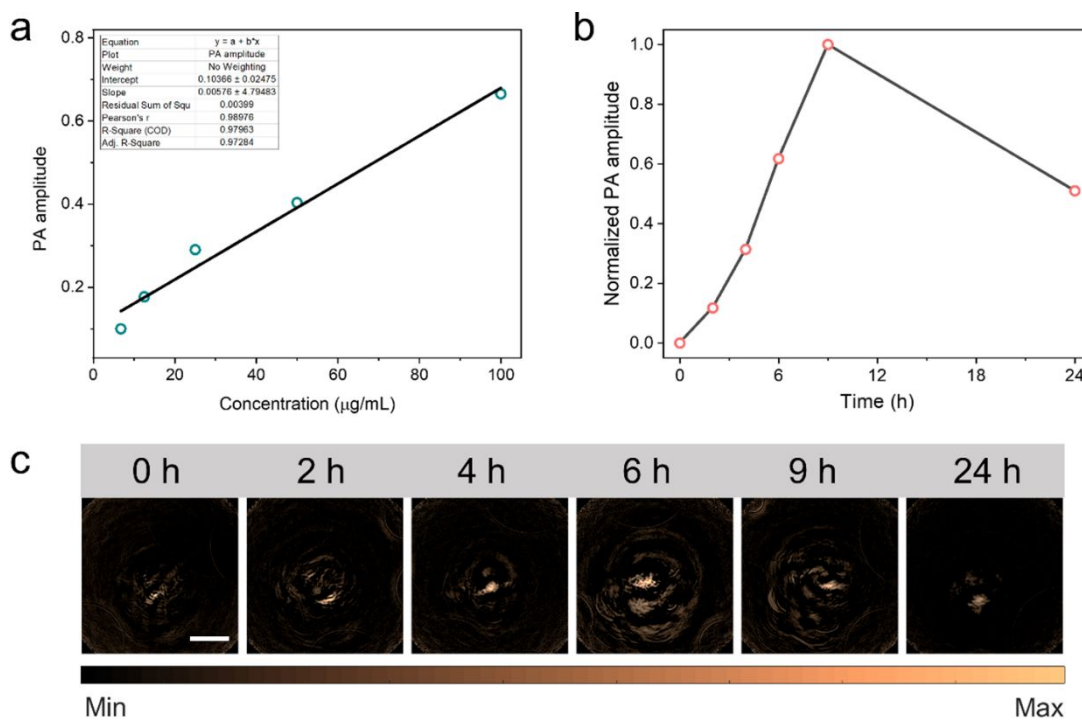 a
0.8
0.6
0.4
0.2
PA amplitude
Equation y = a + b*x
Plot PA amplitude
Weight No Weighting
Intercept 0.10366 ± 0.02475
Slope 0.00576 ± 4.79483
Residual Sum of Squ 0.00399
Pearson's r 0.98976
R-Square (COD) 0.97963
Adj. R-Square 0.97284
0 20 40 60 80 100
Concentration (μg/mL)
b
1.0
0.8
0.6
0.4
0.2
0.0
Normalized PA amplitude
0 6 12 18 24
Time (h)
c
0 h 2 h 4 h 6 h 9 h 24 h
Min Max